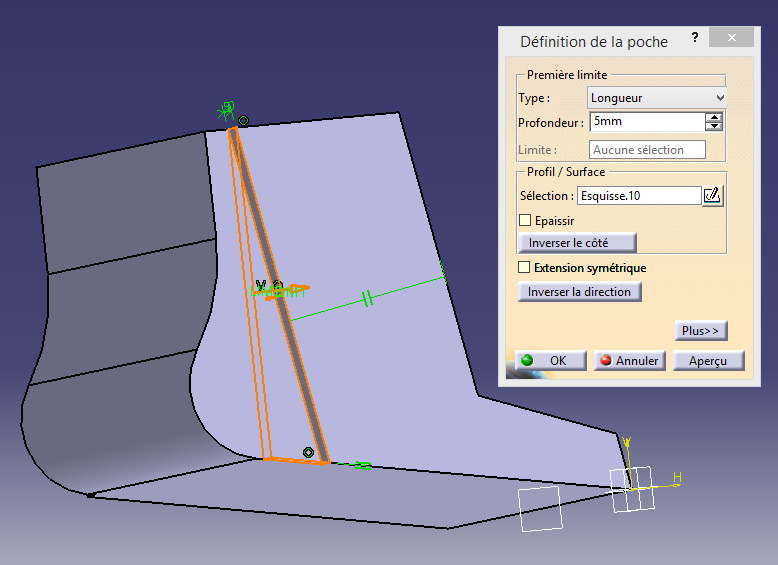 Définition de la poche
?
Première limite
Type : Longueur
Profondeur : 5mm
Limite : Aucune sélection
Profil / Surface
Sélection : Esquisse.10
Epaissir
Inverser le côté
Extension symétrique
Inverser la direction
Plus>>
OK Annuler Aperçu
V
H